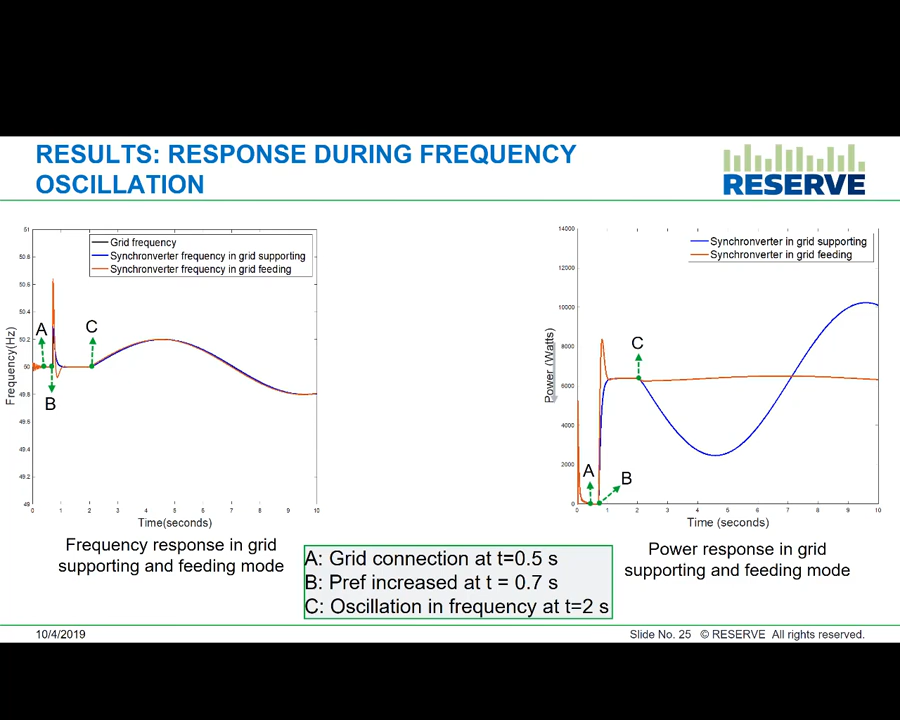 RESULTS: RESPONSE DURING FREQUENCY
OSCILLATION
RESERVE
51
50.8
50.6
50.4
50.2
50
49.8
49.6
49.4
49.2
49
Frequency(Hz)
Grid frequency
Synchronverter frequency in grid supporting
Synchronverter frequency in grid feeding
A
B
C
0 1 2 3 4 5 6 7 8 9 10
Time(seconds)
Frequency response in grid
supporting and feeding mode
14000
12000
10000
8000
6000
4000
2000
0
Power (Watts)
Synchronverter in grid supporting
Synchronverter in grid feeding
C
A
B
0 1 2 3 4 5 6 7 8 9 10
Time (seconds)
Power response in grid
supporting and feeding mode
A: Grid connection at t=0.5 s
B: Pref increased at t = 0.7 s
C: Oscillation in frequency at t=2 s
10/4/2019
Slide No. 25 © RESERVE All rights reserved.